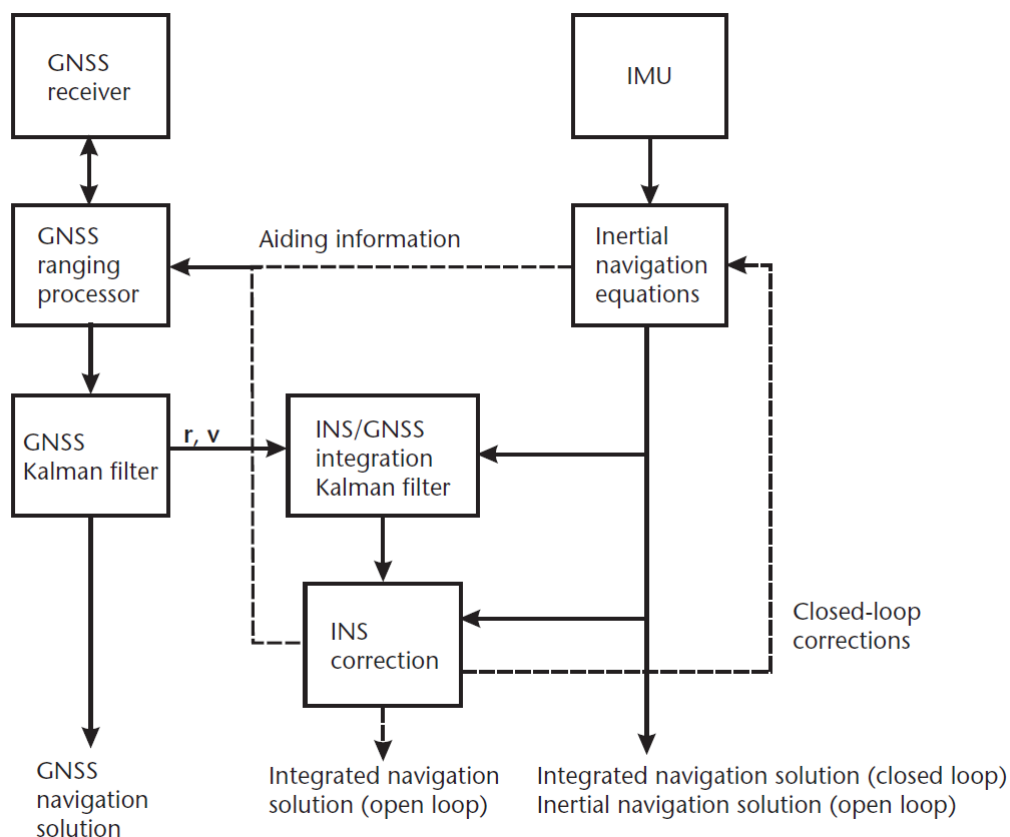 GNSS
receiver
IMU
GNSS
ranging
processor
Aiding information
Inertial
navigation
equations
GNSS
Kalman filter
r, v
INS/GNSS
integration
Kalman filter
INS
correction
Closed-loop
corrections
GNSS
navigation
solution
Integrated navigation
solution (open loop)
Integrated navigation solution (closed loop)
Inertial navigation solution (open loop)